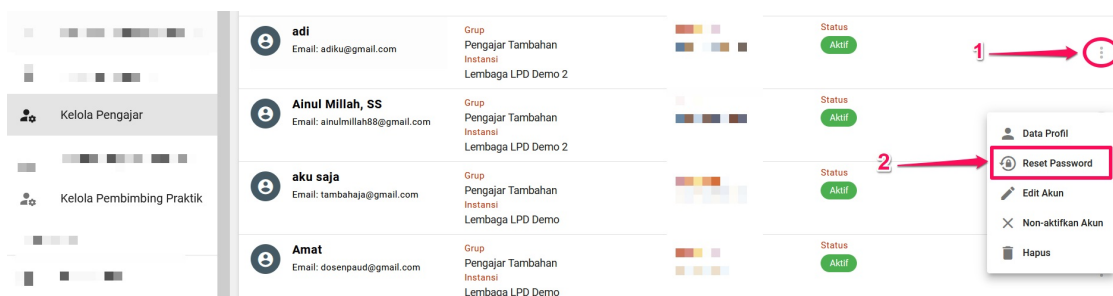 Kelola Pengajar
Kelola Pembimbing Praktik
adi
Email: adiku@gmail.com
Grup
Pengajar Tambahan
Instansi
Lembaga LPD Demo 2
Status
Aktif
1
Ainul Millah, SS
Email: ainulmillah88@gmail.com
Grup
Pengajar Tambahan
Instansi
Lembaga LPD Demo 2
Status
Aktif
aku saja
Email: tambahaja@gmail.com
Grup
Pengajar Tambahan
Instansi
Lembaga LPD Demo
Status
Aktif
Amat
Email: dosenpaud@gmail.com
Grup
Pengajar Tambahan
Instansi
Lembaga LPD Demo
Status
Aktif
2
Data Profil
Reset Password
Edit Akun
Non-aktifkan Akun
Hapus